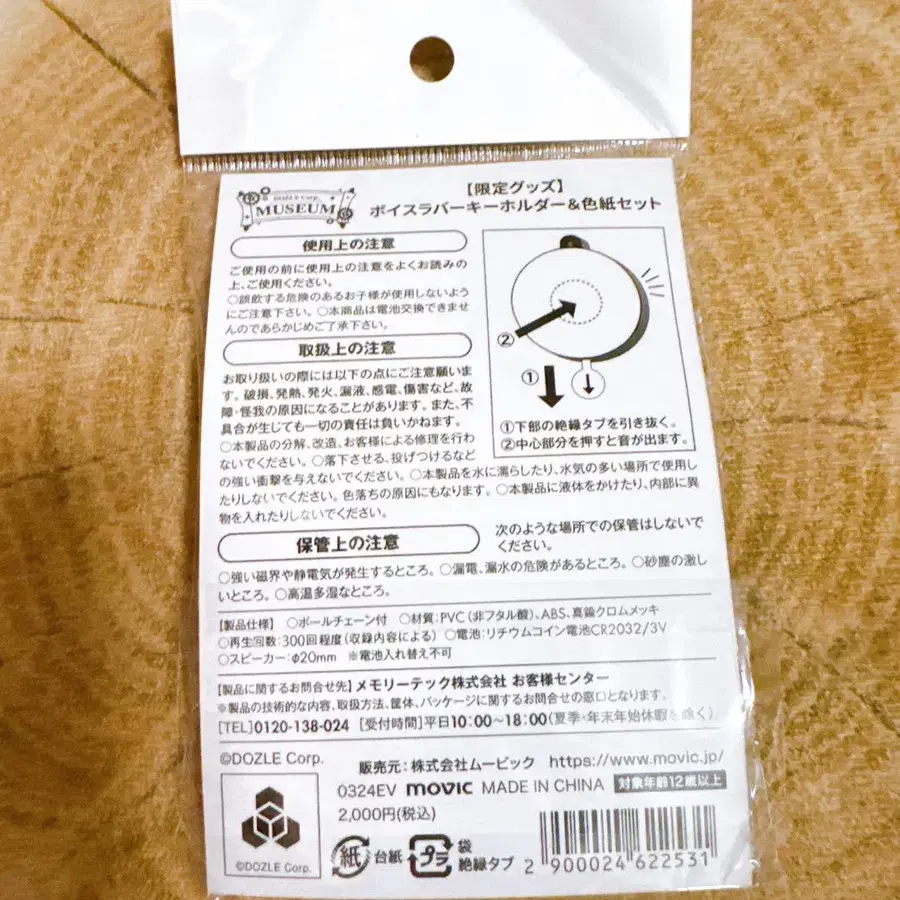 DOZLE Corp.
MUSEUM
【限定グッズ】
ボイスラバーキーホルダー&色紙セット
使用上の注意
ご使用の前に使用上の注意をよくお読みの
上、ご使用ください。
○誤飲する危険のあるお子様が使用しないよう
にご注意下さい。○本商品は電池交換できませ
んのであらかじめご了承下さい。
取扱上の注意
お取り扱いの際には以下の点にご注意願いま
す。破損、発熱、発火、漏液、感電、傷害など、故
障・怪我の原因になることがあります。また、不
具合が生じても一切の責任は負いかねます。
○本製品の分解、改造、お客様による修理を行わ
ないでください。○落下させる、投げつけるなど
の強い衝撃を与えないでください。○本製品を水に濡らしたり、水気の多い場所で使用し
たりしないでください。色落ちの原因にもなります。○本製品に液体をかけたり、内部に異
物を入れたりしないでください。
②
①
①下部の絶縁タブを引き抜く。
②中心部分を押すと音が出ます。
保管上の注意
次のような場所での保管はしないで
ください。
○強い磁界や静電気が発生するところ。○漏電、漏水の危険があるところ。○砂塵の激し
いところ。○高温多湿なところ。
【製品仕様】 ○ボールチェーン付 ○材質:PVC(非フタル酸)、ABS、真鍮クロムメッキ
○再生回数:300回程度(収録内容による) ○電池:リチウムコイン電池CR2032/3V
○スピーカー:φ20mm ※電池入れ替え不可
【製品に関するお問合せ先】メモリーテック株式会社 お客様センター
※製品の技術的な内容、取扱方法、筐体、パッケージに関するお問合せの窓口となります。
[TEL]0120-138-024 [受付時間]平日10:00〜18:00(夏季・年末年始休暇を除く)
©DOZLE Corp.
販売元:株式会社ムービック https://www.movic.jp/
0324EV movic MADE IN CHINA 対象年齢12歳以上
2,000円(税込)
©DOZLE Corp.
紙 台紙
プラ 袋
絶縁タブ
2 900024 622531